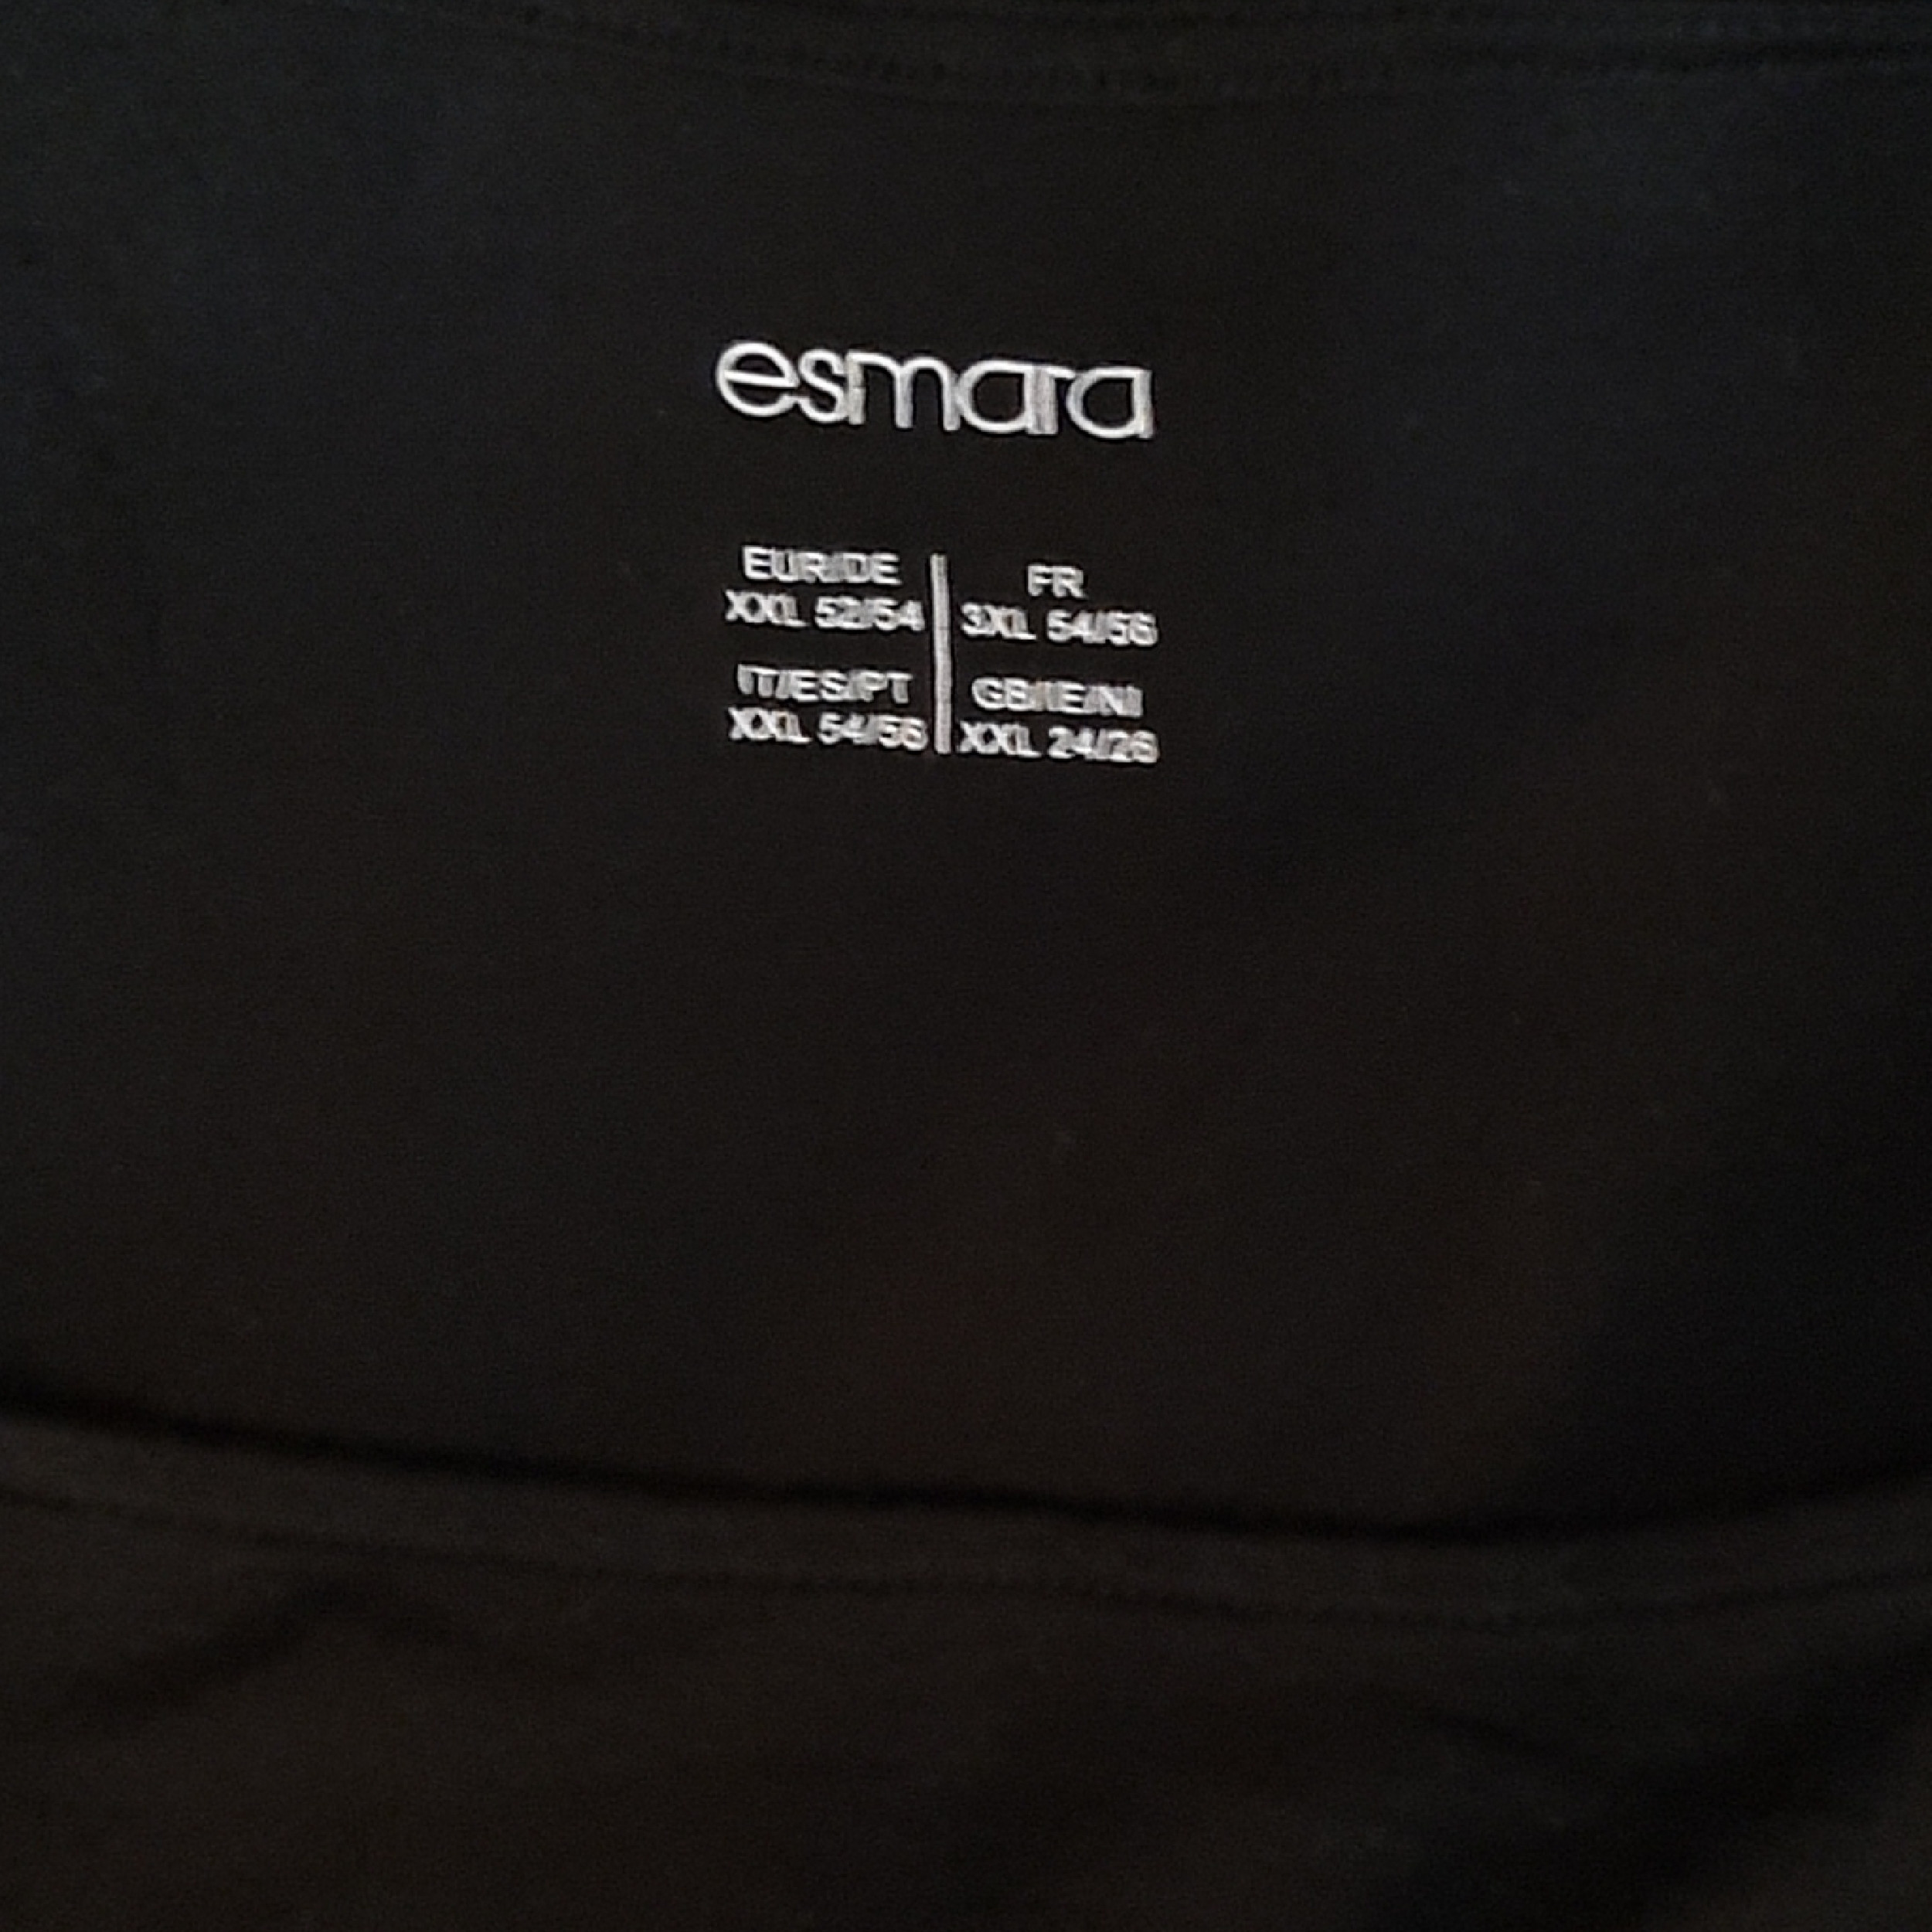 esmara
EUR/DE
XXL 52/54
FR
3XL 54/56
IT/ES/PT
XXL 54/56
GB/IE/NI
XXL 24/26